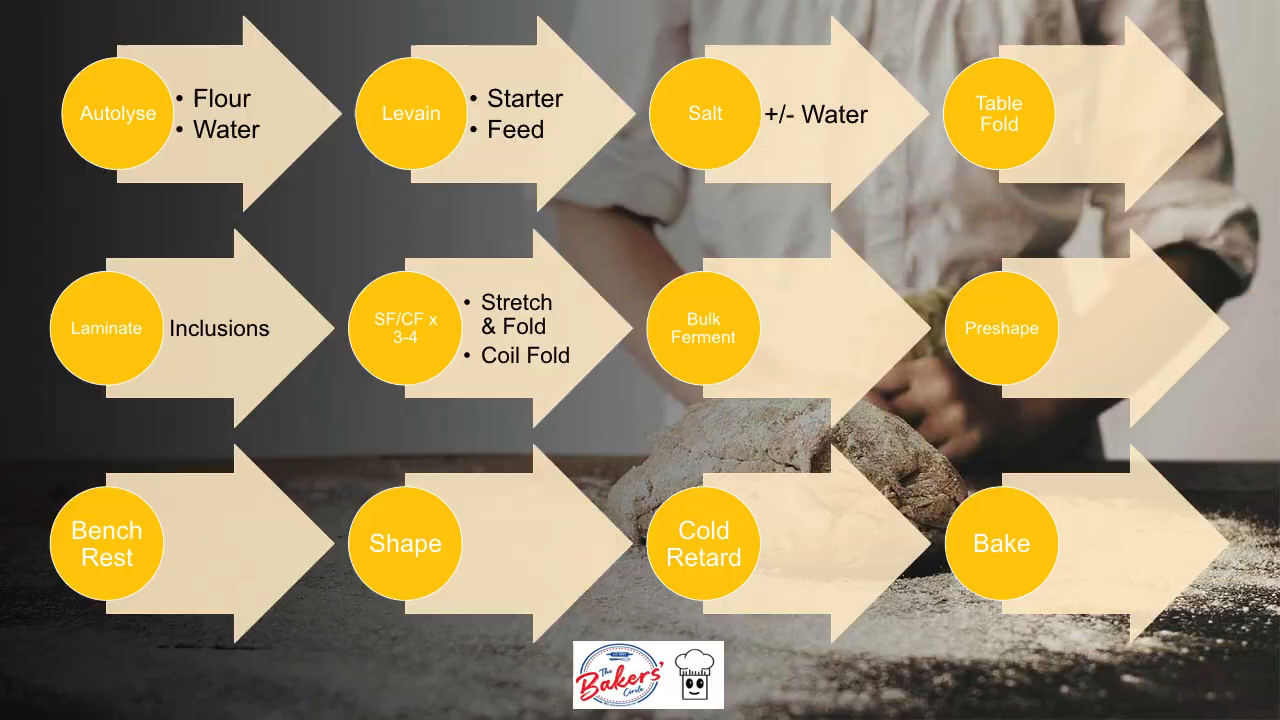 Autolyse
• Flour
• Water
Levain
• Starter
• Feed
Salt
+/- Water
Table
Fold
Laminate
Inclusions
SF/CF x
3-4
• Stretch
& Fold
• Coil Fold
Bulk
Ferment
Preshape
Bench
Rest
Shape
Cold
Retard
Bake
The
Bakers'
Circle